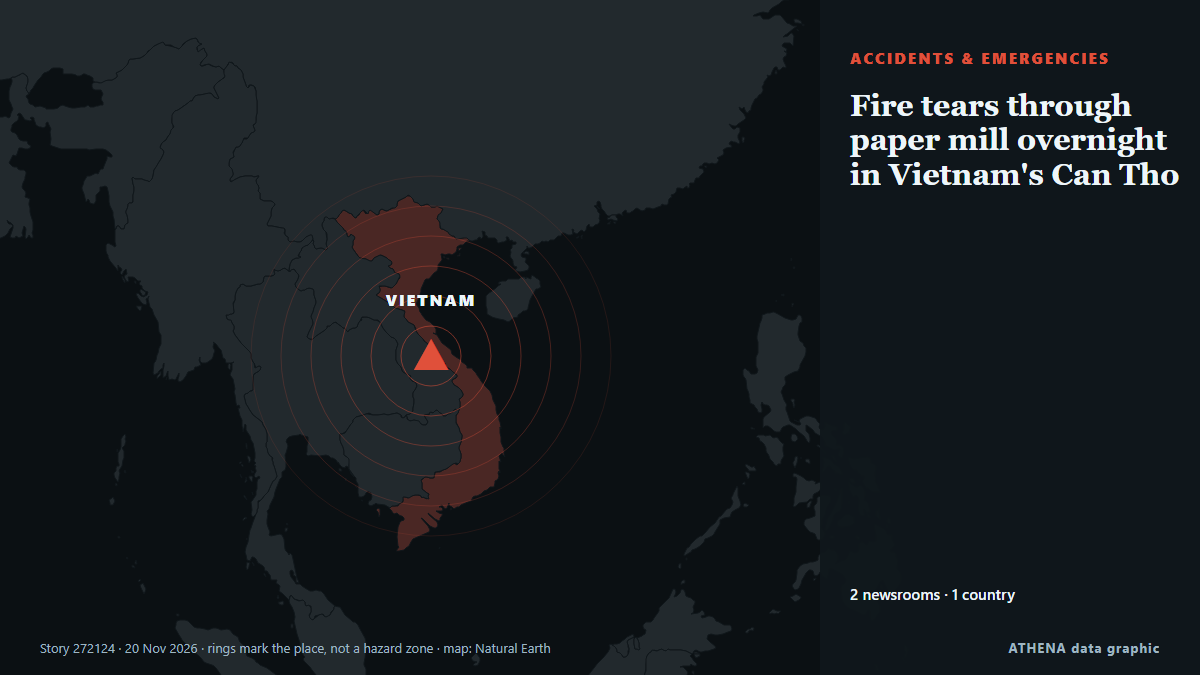 ACCIDENTS & EMERGENCIES
Fire tears through
paper mill overnight
in Vietnam's Can Tho
VIETNAM
2 newsrooms · 1 country
Story 272124 · 20 Nov 2026 · rings mark the place, not a hazard zone · map: Natural Earth
ATHENA data graphic